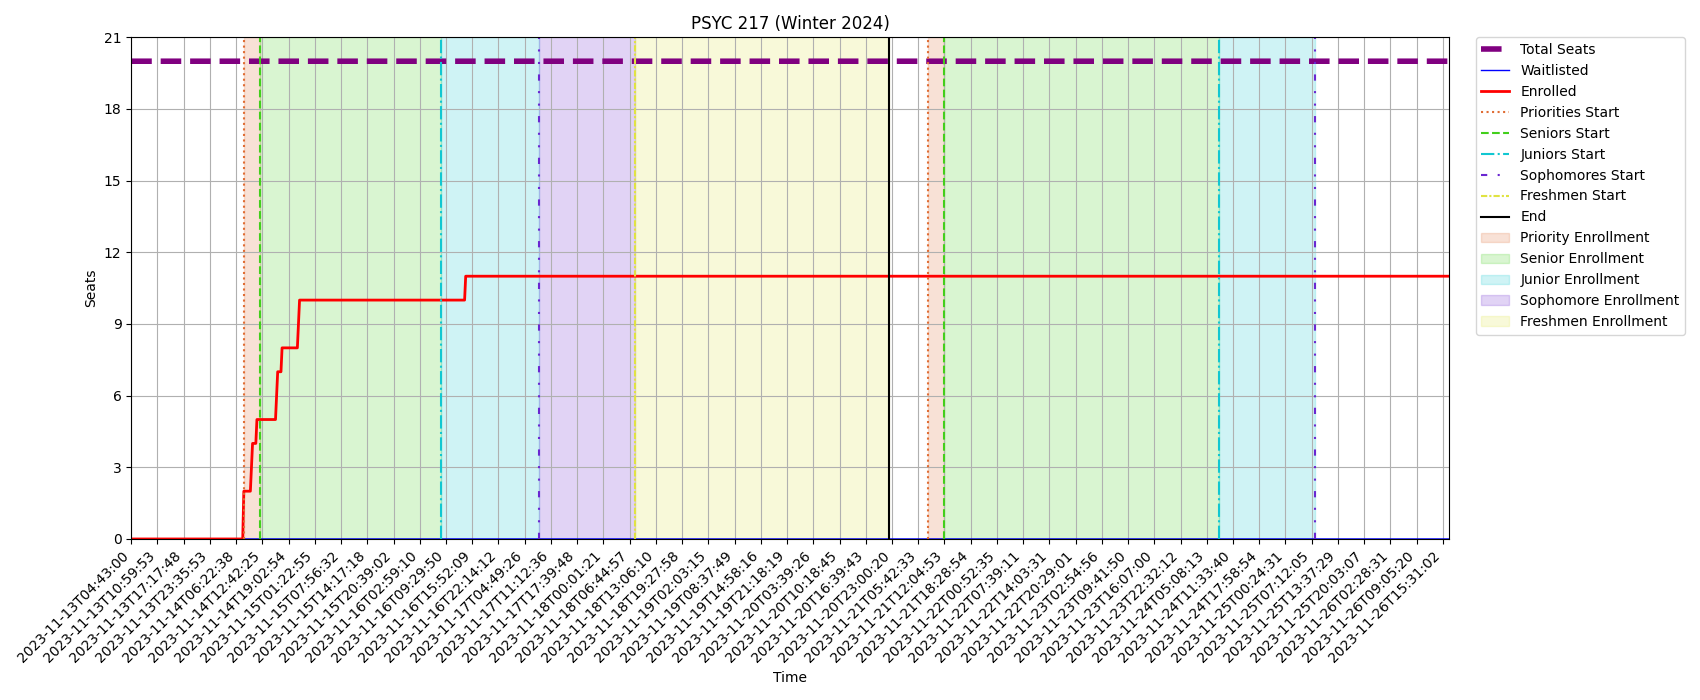 PSYC 217 (Winter 2024)
Seats
21
18
15
12
9
6
3
0
2023-11-13T04:43:00
2023-11-13T10:59:53
2023-11-13T17:17:48
2023-11-13T23:35:53
2023-11-14T06:22:38
2023-11-14T12:42:25
2023-11-14T19:02:54
2023-11-15T01:22:55
2023-11-15T07:56:32
2023-11-15T14:17:18
2023-11-15T20:39:02
2023-11-16T02:59:10
2023-11-16T09:29:50
2023-11-16T15:52:09
2023-11-16T22:14:12
2023-11-17T04:49:26
2023-11-17T11:12:36
2023-11-17T17:39:48
2023-11-18T00:01:21
2023-11-18T06:44:57
2023-11-18T13:06:10
2023-11-18T19:27:58
2023-11-19T02:03:15
2023-11-19T08:37:49
2023-11-19T14:58:16
2023-11-19T21:18:19
2023-11-20T03:39:26
2023-11-20T10:18:45
2023-11-20T16:39:43
2023-11-20T23:00:20
2023-11-21T05:42:33
2023-11-21T12:04:53
2023-11-21T18:28:54
2023-11-22T00:52:35
2023-11-22T07:39:11
2023-11-22T14:03:31
2023-11-22T20:29:01
2023-11-23T02:54:56
2023-11-23T09:41:50
2023-11-23T16:07:00
2023-11-23T22:32:12
2023-11-24T05:08:13
2023-11-24T11:33:40
2023-11-24T17:58:54
2023-11-25T00:24:31
2023-11-25T07:12:05
2023-11-25T13:37:29
2023-11-25T20:03:07
2023-11-26T02:28:31
2023-11-26T09:05:20
2023-11-26T15:31:02
Time
Total Seats
Waitlisted
Enrolled
Priorities Start
Seniors Start
Juniors Start
Sophomores Start
Freshmen Start
End
Priority Enrollment
Senior Enrollment
Junior Enrollment
Sophomore Enrollment
Freshmen Enrollment